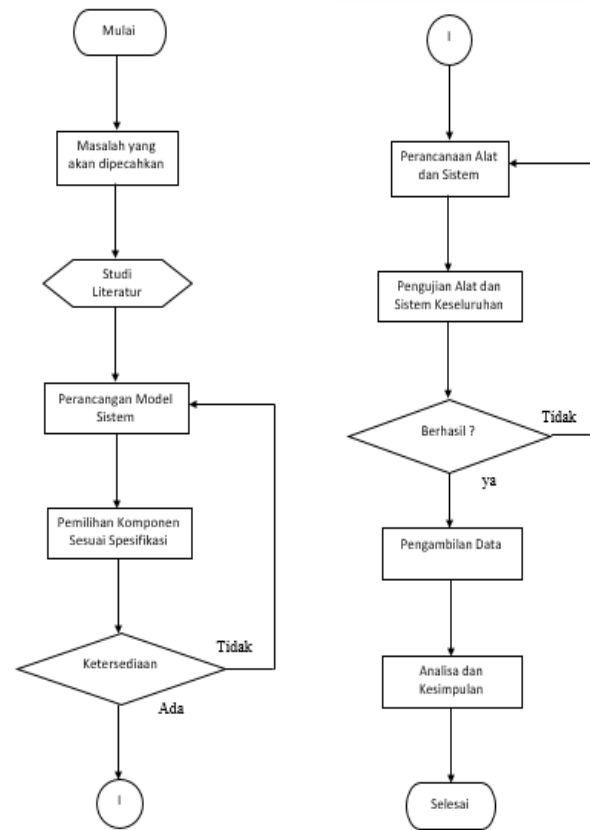 Mulai
Masalah yang
akan dipecahkan
Studi
Literatur
Perancangan Model
Sistem
Pemilihan Komponen
Sesuai Spesifikasi
Ketersediaan
Tidak
Ada
I
I
Perancanaan Alat
dan Sistem
Pengujian Alat dan
Sistem Keseluruhan
Berhasil ?
Tidak
ya
Pengambilan Data
Analisa dan
Kesimpulan
Selesai